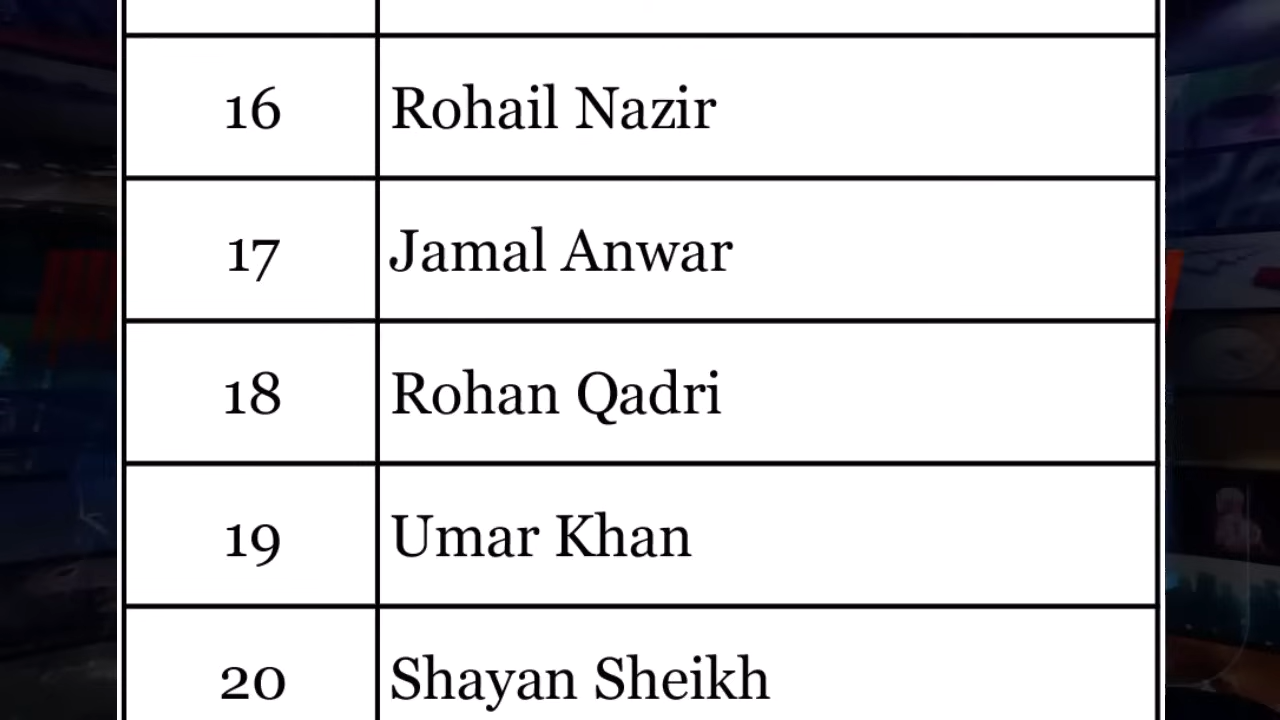 16 Rohail Nazir
17 Jamal Anwar
18 Rohan Qadri
19 Umar Khan
20 Shayan Sheikh